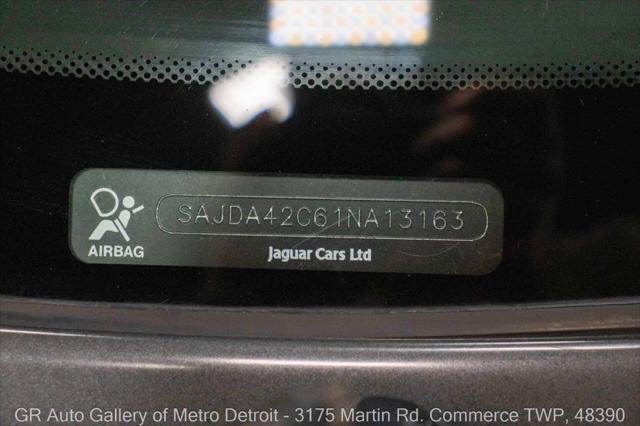 SAJDA42C61NA13163
AIRBAG
Jaguar Cars Ltd
GR Auto Gallery of Metro Detroit - 3175 Martin Rd. Commerce TWP, 48390